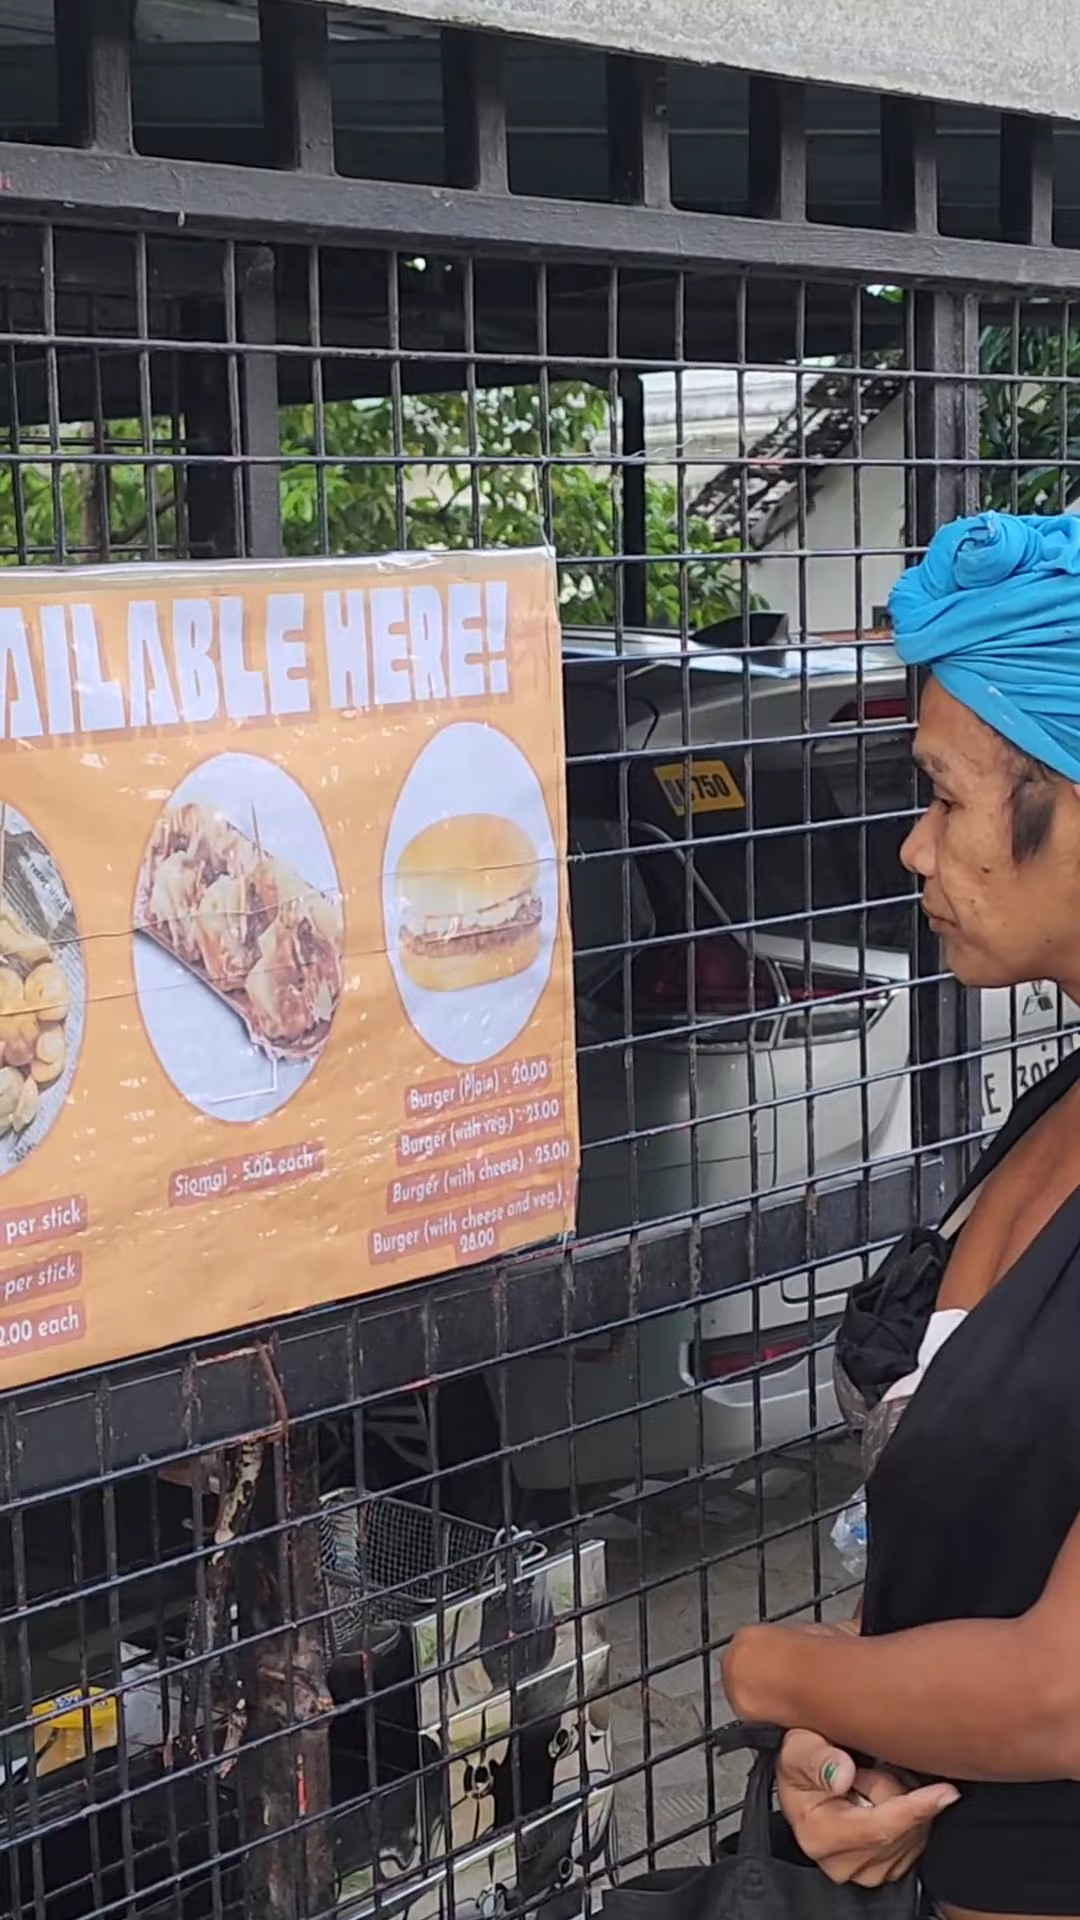 AILABLE HERE!
Burger (Plain) - 20.00
Burger (with veg.) - 23.00
Burger (with cheese) - 25.00
Burger (with cheese and veg.) -
28.00
Siomai - 5.00 each
per stick
per stick
2.00 each
750